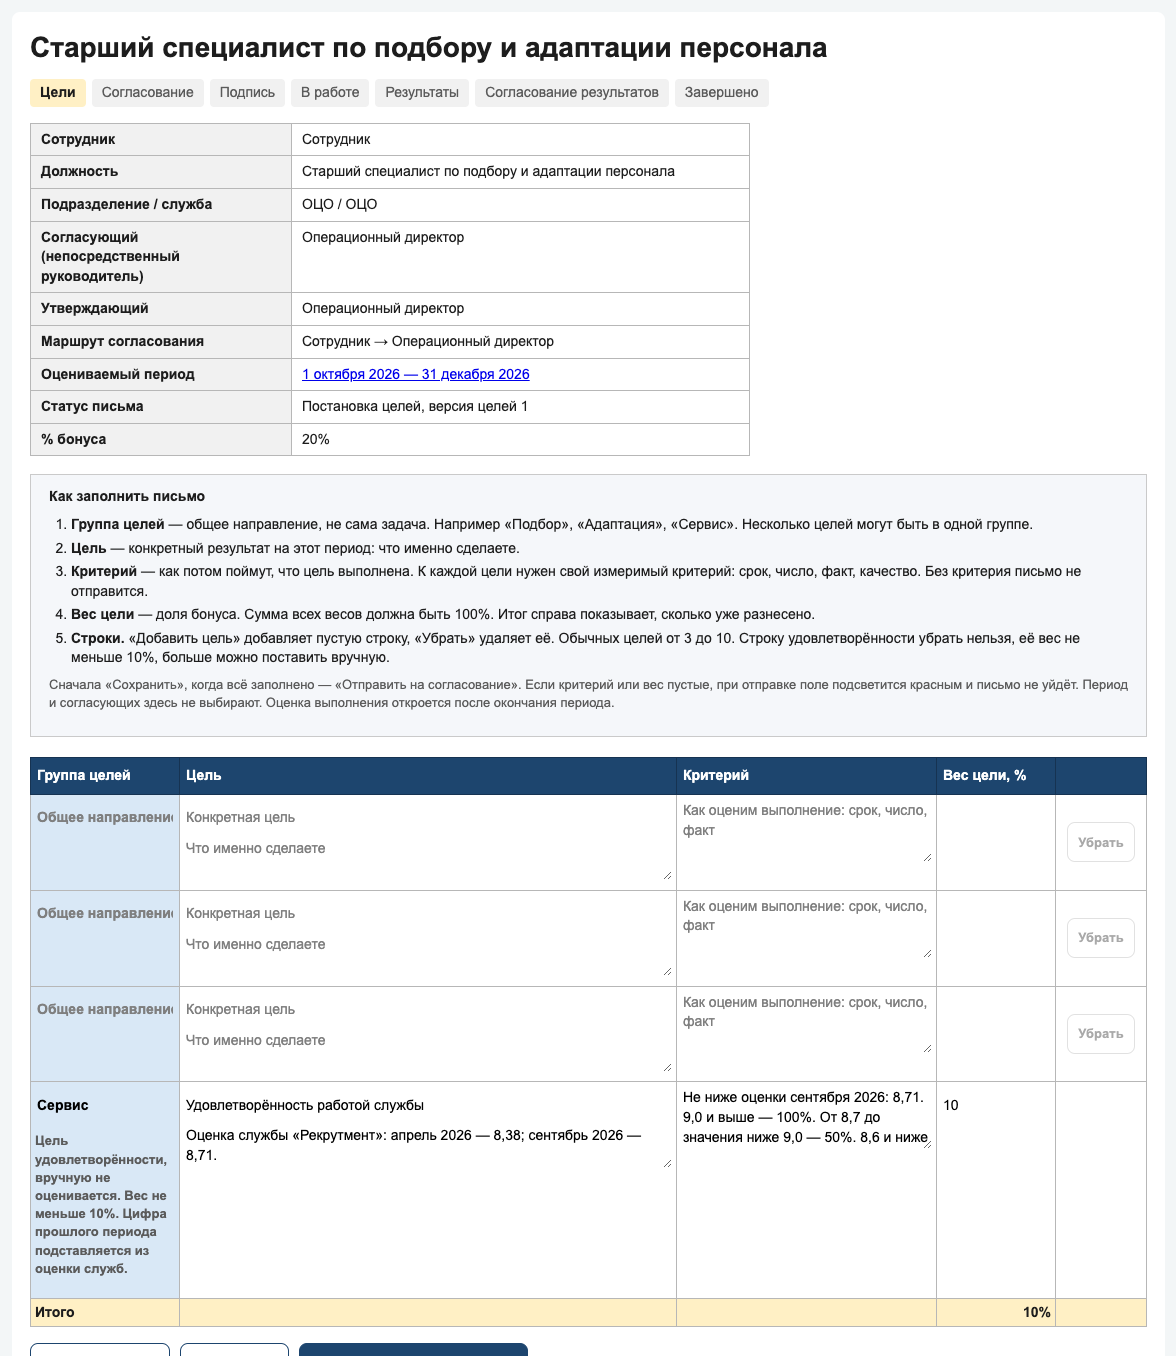 Старший специалист по подбору и адаптации персонала
Цели
Согласование
Подпись
В работе
Результаты
Согласование результатов
Завершено
Сотрудник
Сотрудник
Должность
Старший специалист по подбору и адаптации персонала
Подразделение / служба
ОЦО / ОЦО
Согласующий
(непосредственный
руководитель)
Операционный директор
Утверждающий
Операционный директор
Маршрут согласования
Сотрудник → Операционный директор
Оцениваемый период
1 октября 2026 — 31 декабря 2026
Статус письма
Постановка целей, версия целей 1
% бонуса
20%
Как заполнить письмо
1. Группа целей — общее направление, не сама задача. Например «Подбор», «Адаптация», «Сервис». Несколько целей могут быть в одной группе.
2. Цель — конкретный результат на этот период: что именно сделаете.
3. Критерий — как потом поймут, что цель выполнена. К каждой цели нужен свой измеримый критерий: срок, число, факт, качество. Без критерия письмо не
отправится.
4. Вес цели — доля бонуса. Сумма всех весов должна быть 100%. Итог справа показывает, сколько уже разнесено.
5. Строки. «Добавить цель» добавляет пустую строку, «Убрать» удаляет её. Обычных целей от 3 до 10. Строку удовлетворённости убрать нельзя, её вес не
меньше 10%, больше можно поставить вручную.
Сначала «Сохранить», когда всё заполнено — «Отправить на согласование». Если критерий или вес пустые, при отправке поле подсветится красным и письмо не уйдёт. Период
и согласующих здесь не выбирают. Оценка выполнения откроется после окончания периода.
Группа целей
Цель
Критерий
Вес цели, %
Общее направлени
Конкретная цель
Что именно сделаете
Как оценим выполнение: срок, число,
факт
Убрать
Общее направлени
Конкретная цель
Что именно сделаете
Как оценим выполнение: срок, число,
факт
Убрать
Общее направлени
Конкретная цель
Что именно сделаете
Как оценим выполнение: срок, число,
факт
Убрать
Сервис
Цель
удовлетворённости,
вручную не
оценивается. Вес не
меньше 10%. Цифра
прошлого периода
подставляется из
оценки служб.
Удовлетворённость работой службы
Оценка службы «Рекрутмент»: апрель 2026 — 8,38; сентябрь 2026 —
8,71.
Не ниже оценки сентября 2026: 8,71.
9,0 и выше — 100%. От 8,7 до
значения ниже 9,0 — 50%. 8,6 и ниже
10
Итого
10%